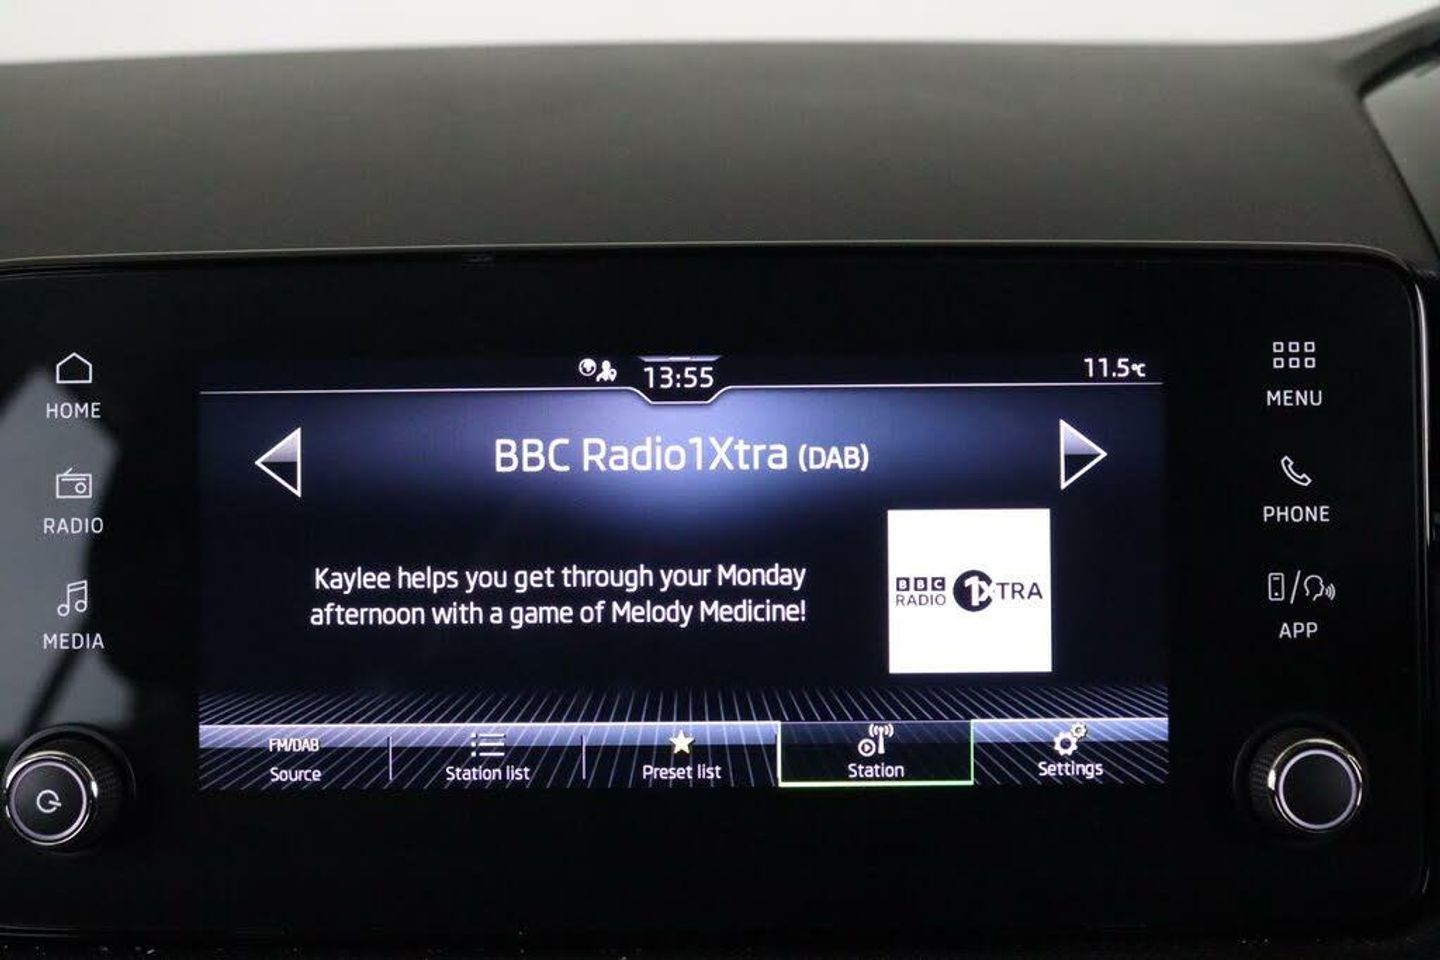 13:55
11.5℃
HOME
MENU
BBC Radio1Xtra (DAB)
RADIO
PHONE
Kaylee helps you get through your Monday
afternoon with a game of Melody Medicine!
BBC
RADIO
1XTRA
MEDIA
APP
FM/DAB
Source
Station list
Preset list
Station
Settings